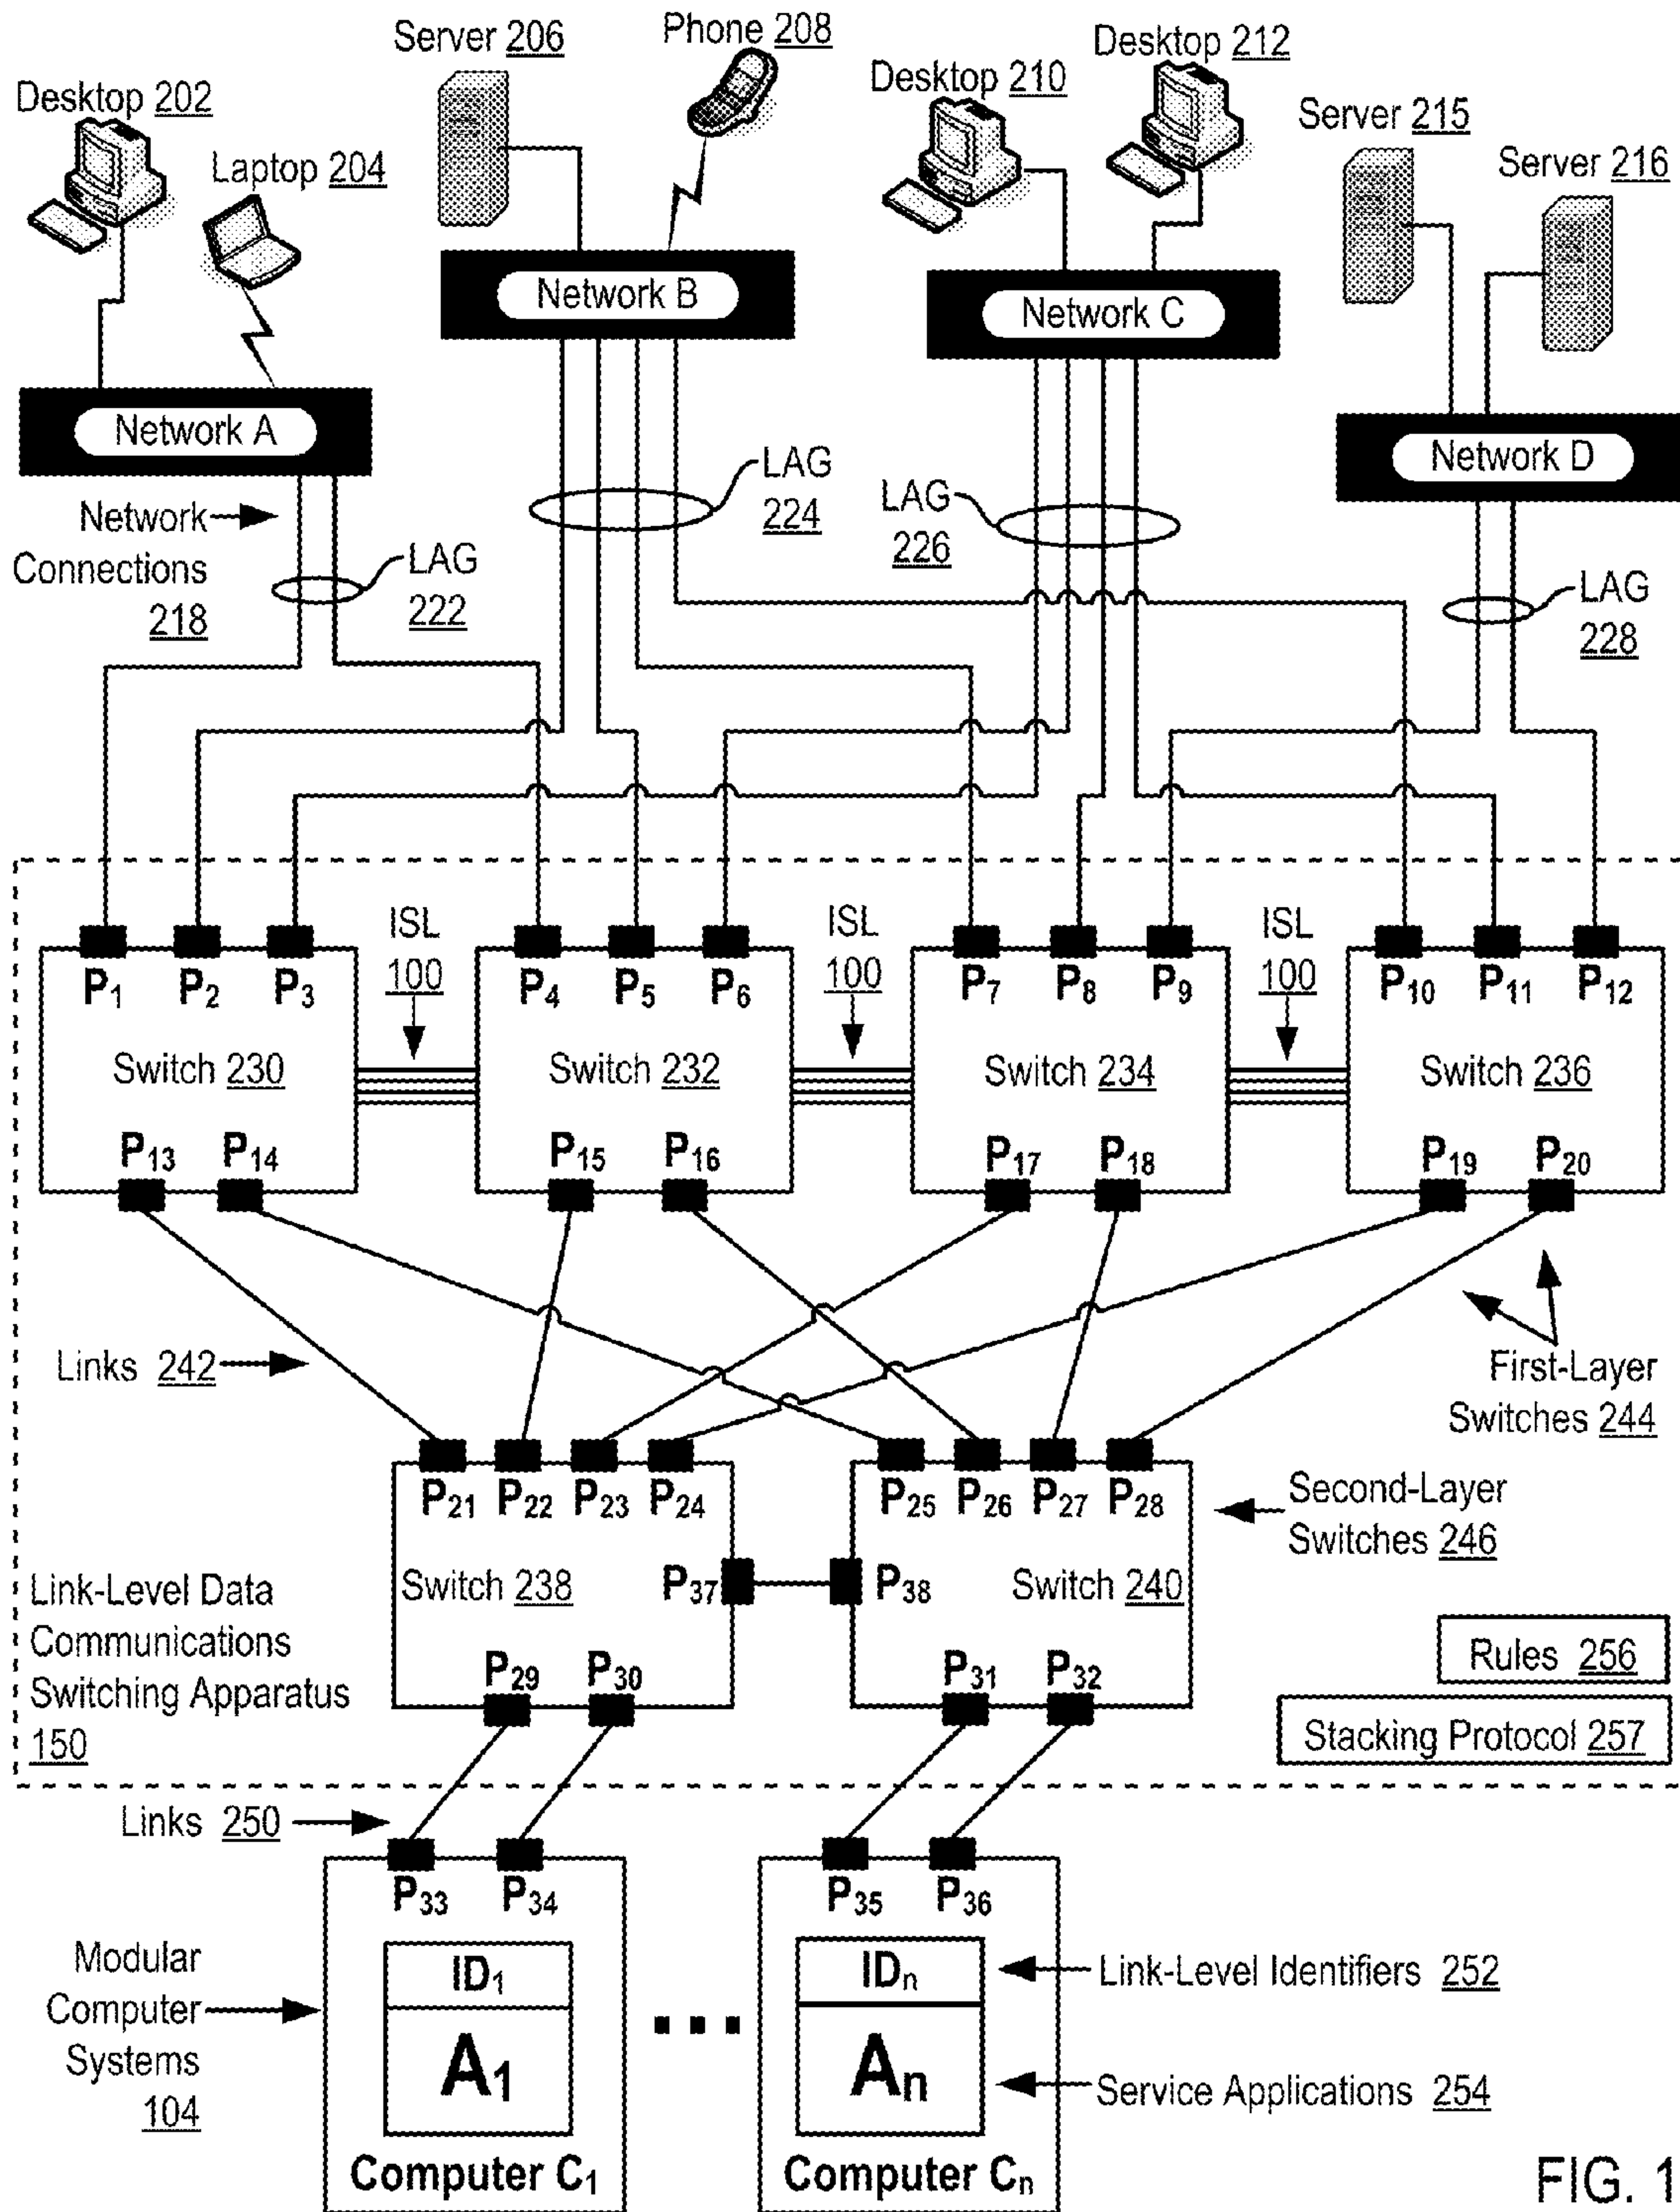 Server 206
Phone 208
Desktop 210
Desktop 212
Desktop 202
Laptop 204
Server 215
Server 216
Network B
Network C
Network A
Network D
Network
Connections
218
LAG
222
LAG
224
LAG
226
LAG
228
ISL
100
ISL
100
ISL
100
P1 P2 P3
P4 P5 P6
P7 P8 P9
P10 P11 P12
Switch 230
Switch 232
Switch 234
Switch 236
P13 P14
P15 P16
P17 P18
P19 P20
Links 242
First-Layer
Switches 244
P21 P22 P23 P24
P25 P26 P27 P28
Second-Layer
Switches 246
Switch 238
P37
P38
Switch 240
Link-Level Data
Communications
Switching Apparatus
150
P29 P30
P31 P32
Rules 256
Stacking Protocol 257
Links 250
P33 P34
P35 P36
Modular
Computer
Systems
104
ID1
A1
Computer C1
...
IDn
An
Computer Cn
Link-Level Identifiers 252
Service Applications 254
FIG. 1